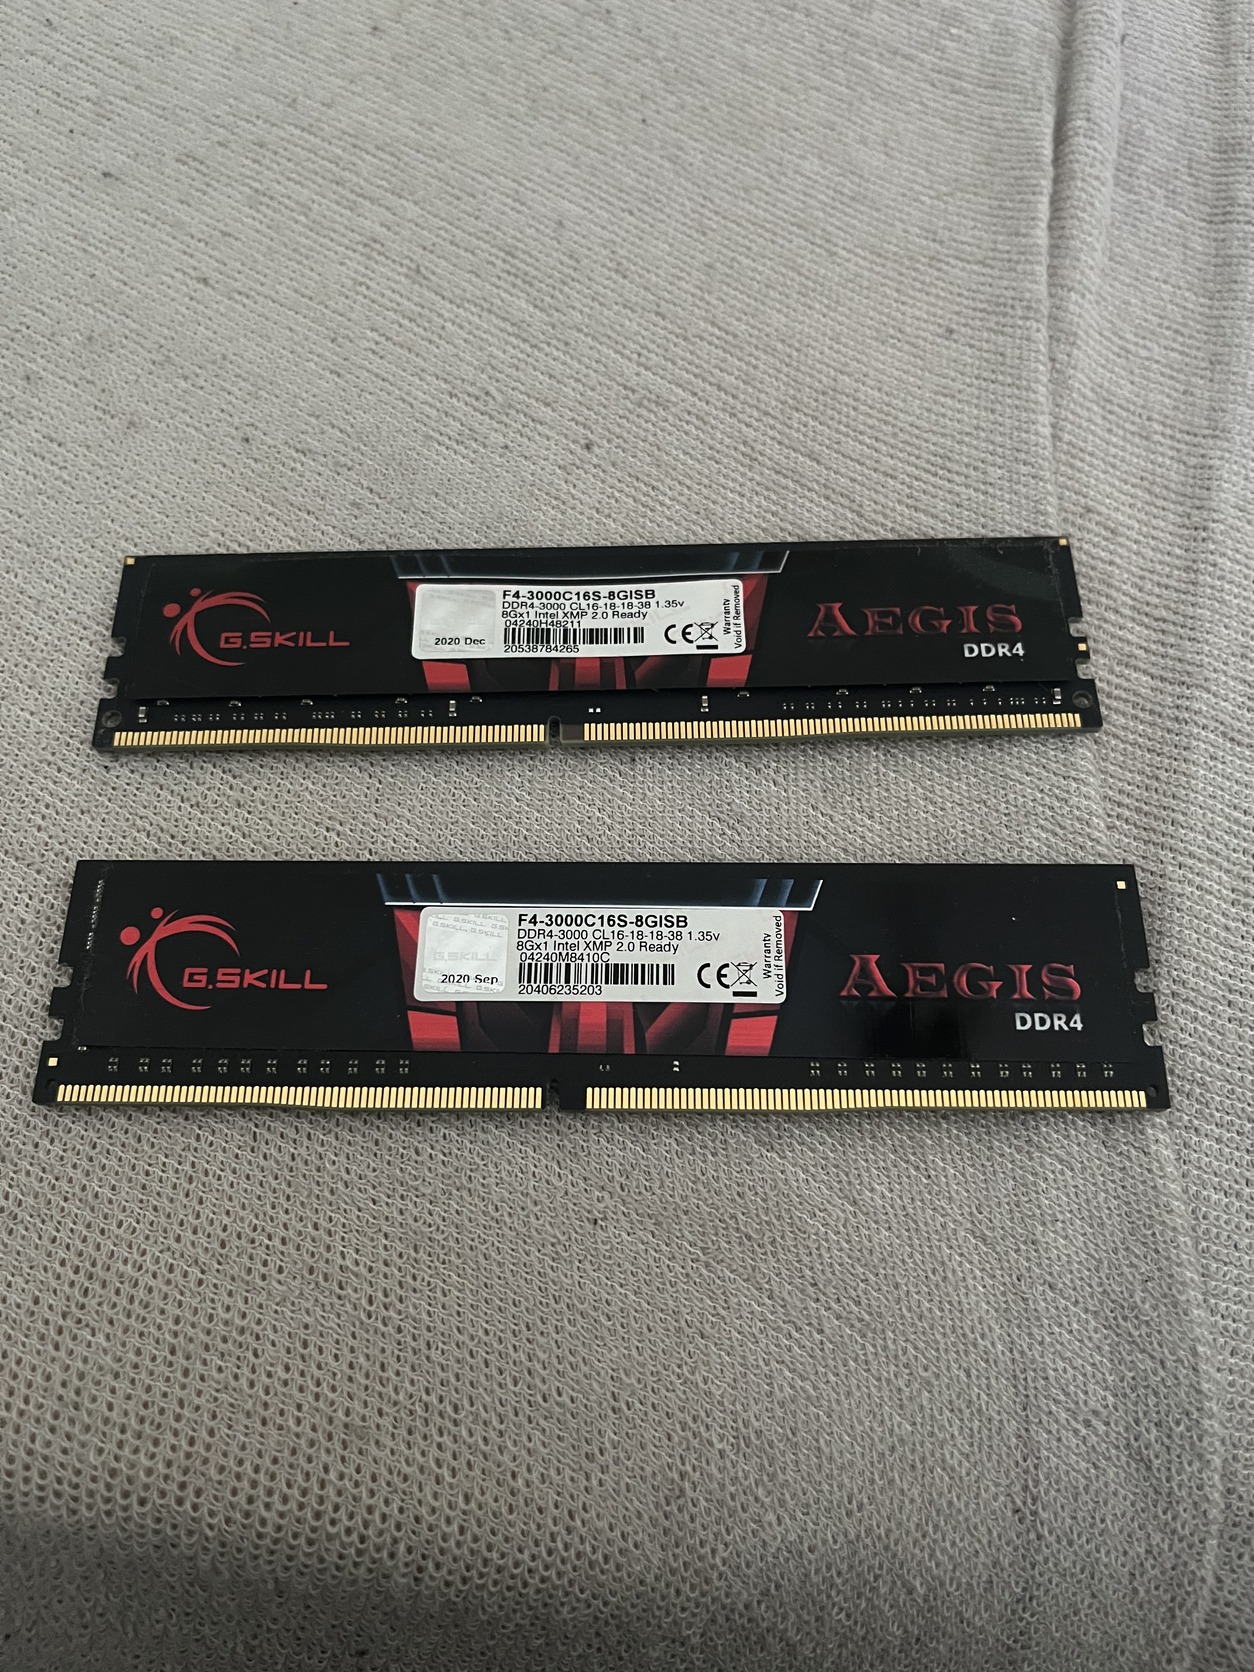 G.SKILL
2020 Dec
F4-3000C16S-8GISB
DDR4-3000 CL16-18-18-38 1.35v
8Gx1 Intel XMP 2.0 Ready
04240H48211
20538784265
CE
Warranty
Void if Removed
AEGIS
DDR4
G.SKILL
G.SKILL
2020 Sep
F4-3000C16S-8GISB
DDR4-3000 CL16-18-18-38 1.35v
8Gx1 Intel XMP 2.0 Ready
04240M8410C
20406235203
CE
Warranty
Void if Removed
AEGIS
DDR4